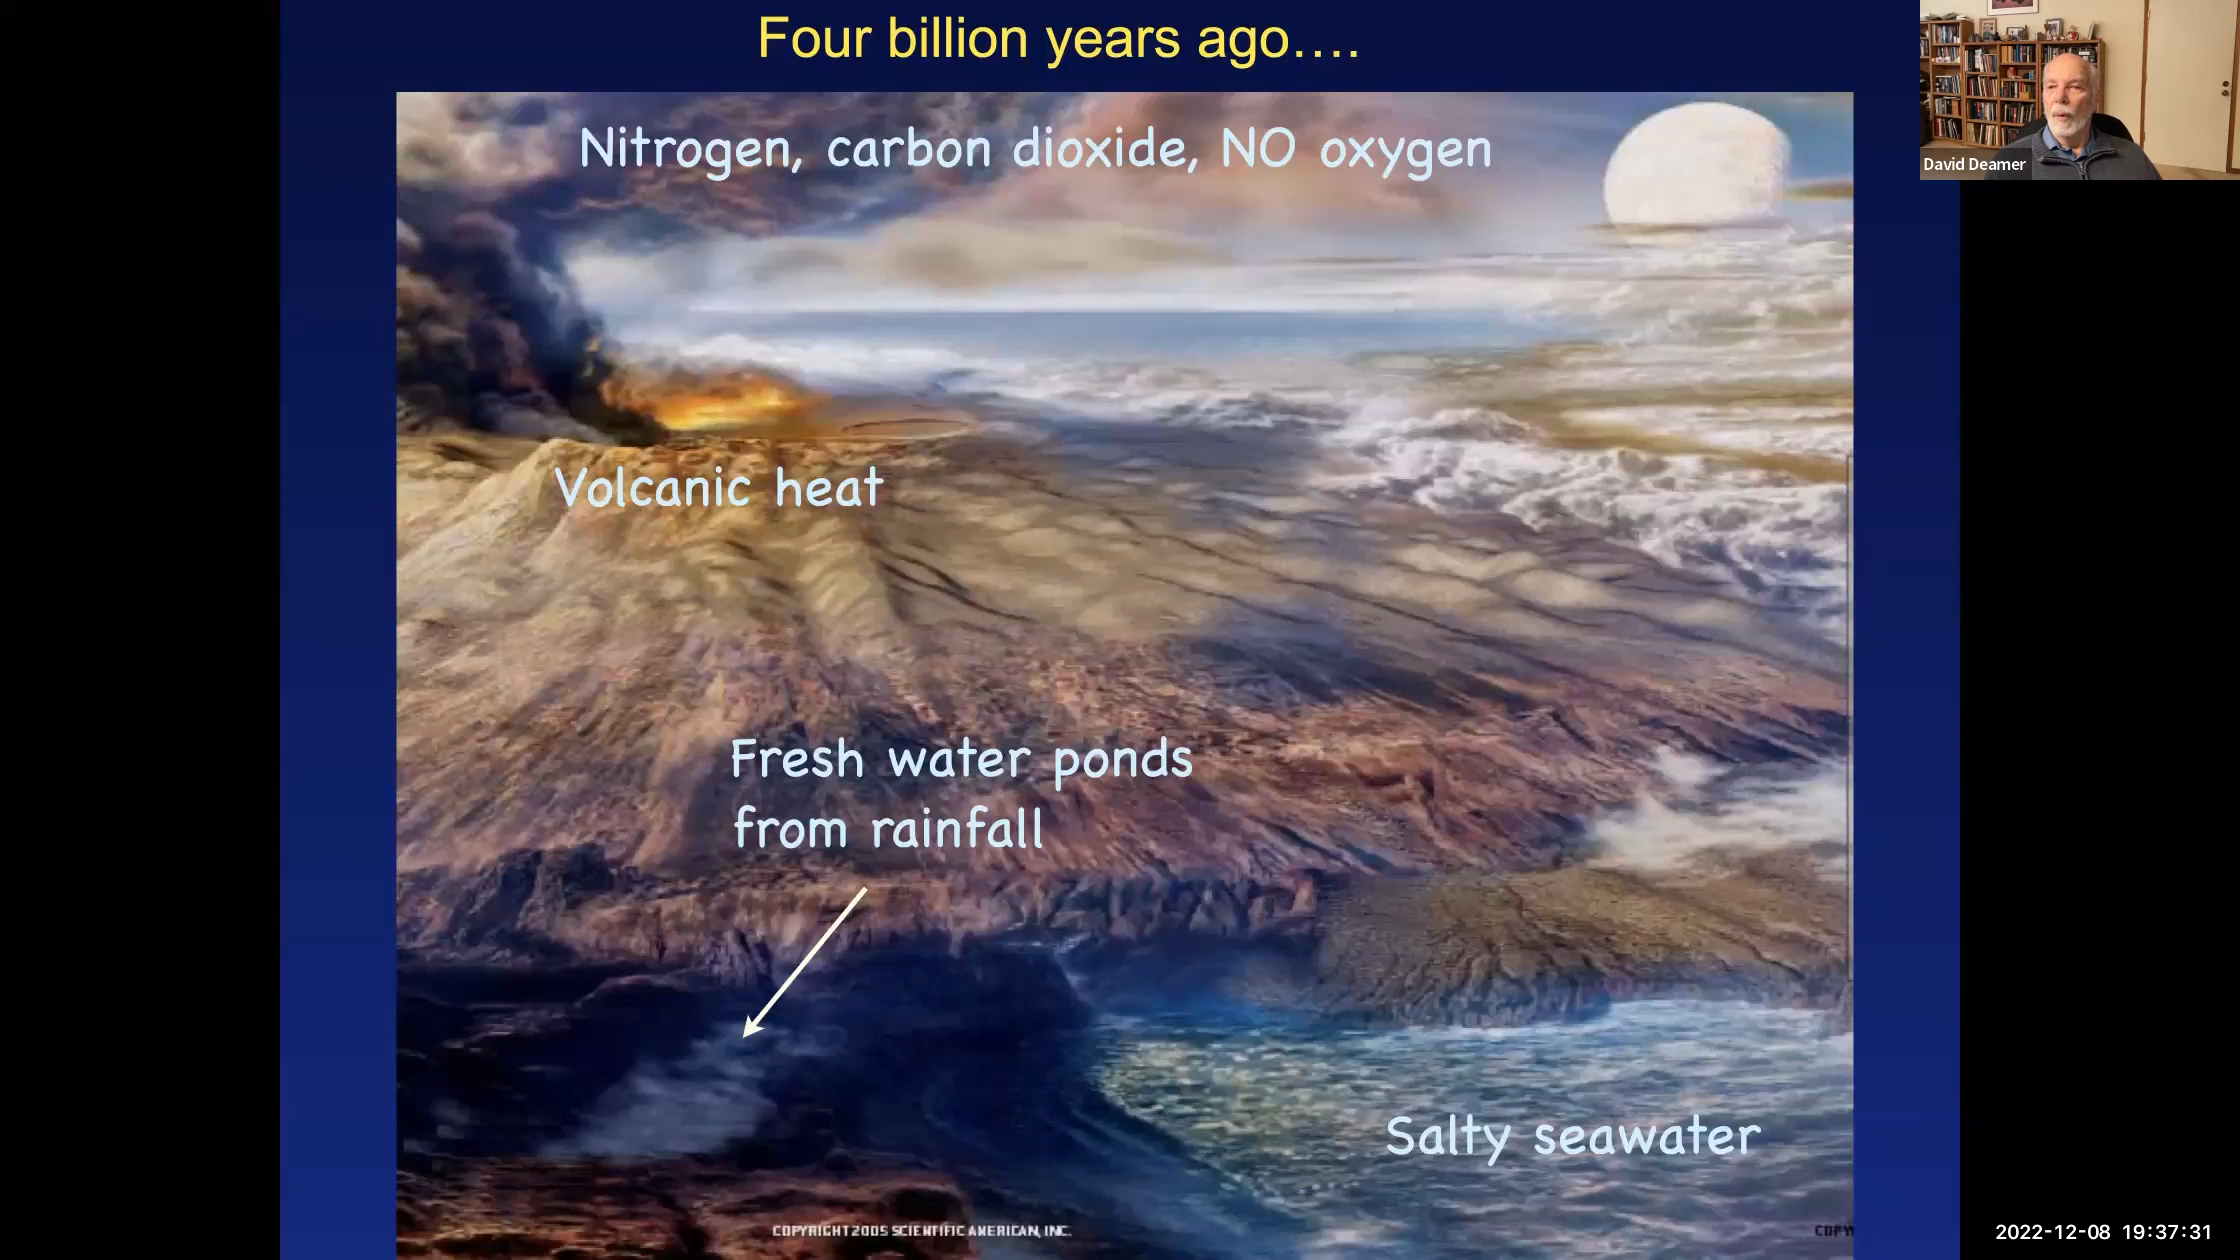 Four billion years ago....
Nitrogen, carbon dioxide, NO oxygen
David Deamer
Volcanic heat
Fresh water ponds
from rainfall
Salty seawater
COPYRIGHT 2005 SCIENTIFIC AMERICAN, INC.
2022-12-08 19:37:31